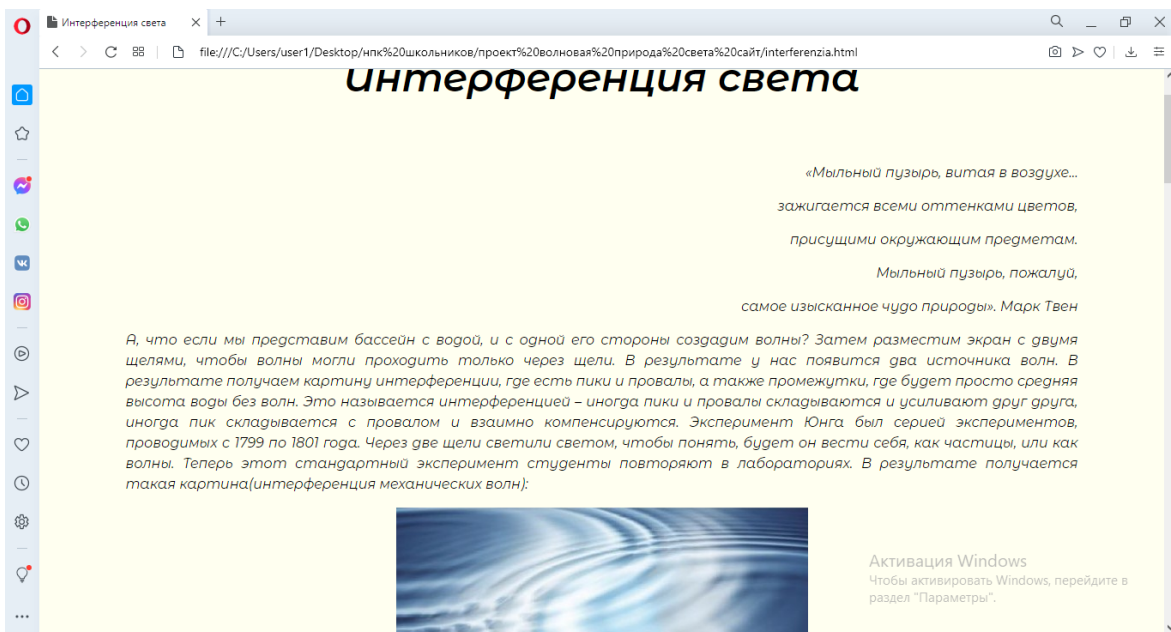 Интерференция света
file:///C:/Users/user1/Desktop/нпк%20школьников/проект%20волновая%20природа%20света%20сайт/interferenzia.html
Интерференция света
«Мыльный пузырь, витая в воздухе...
зажигается всеми оттенками цветов,
присущими окружающим предметам.
Мыльный пузырь, пожалуй,
самое изысканное чудо природы». Марк Твен
А, что если мы представим бассейн с водой, и с одной его стороны создадим волны? Затем разместим экран с двумя
щелями, чтобы волны могли проходить только через щели. В результате у нас появится два источника волн. В
результате получаем картину интерференции, где есть пики и провалы, а также промежутки, где будет просто средняя
высота воды без волн. Это называется интерференцией – иногда пики и провалы складываются и усиливают друг друга,
иногда пик складывается с провалом и взаимно компенсируются. Эксперимент Юнга был серией экспериментов,
проводимых с 1799 по 1801 года. Через две щели светили светом, чтобы понять, будет он вести себя, как частицы, или как
волны. Теперь этот стандартный эксперимент студенты повторяют в лабораториях. В результате получается
такая картина(интерференция механических волн):
Активация Windows
Чтобы активировать Windows, перейдите в
раздел "Параметры".